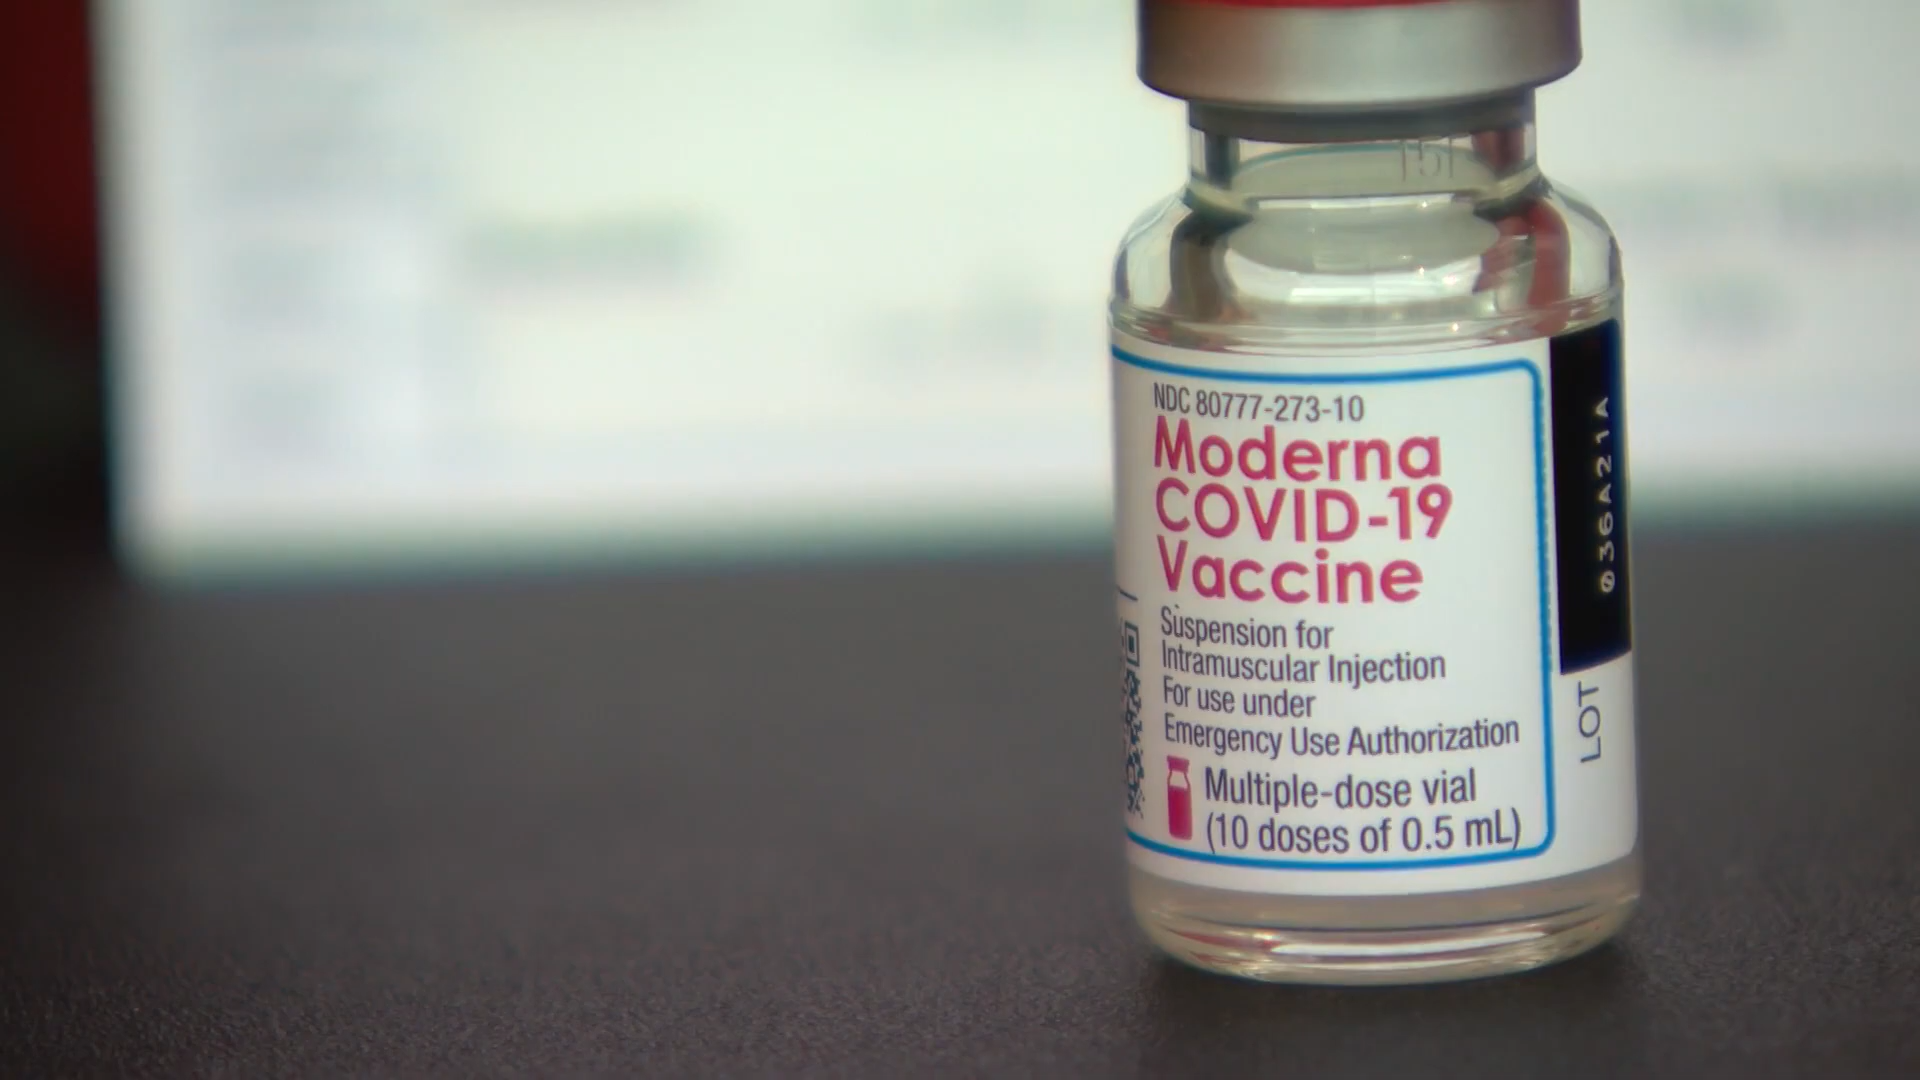 |5|
NDC 80777-273-10
Moderna
COVID-19
Vaccine
Suspension for
Intramuscular Injection
For use under
Emergency Use Authorization
Multiple-dose vial
(10 doses of 0.5 mL)
LOT 036A21A